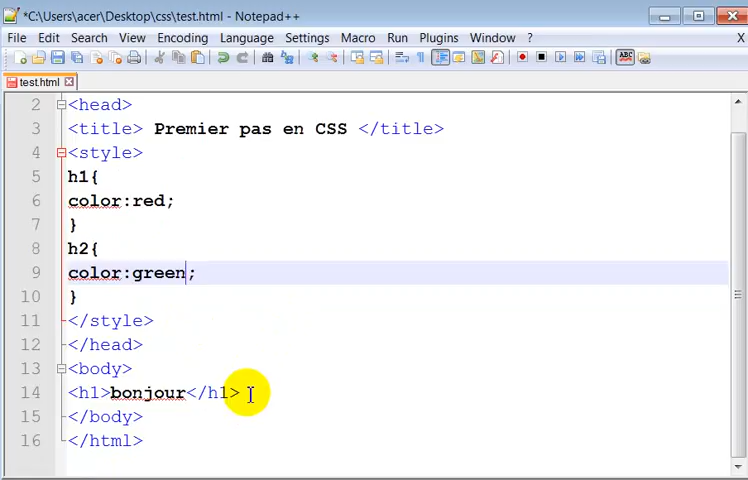 *C:\Users\acer\Desktop\css\test.html - Notepad++
File Edit Search View Encoding Language Settings Macro Run Plugins Window ? X
test.html
2 <head>
3 <title> Premier pas en CSS </title>
4 <style>
5 h1{
6 color:red;
7 }
8 h2{
9 color:green;
10 }
11 </style>
12 </head>
13 <body>
14 <h1>bonjour</h1>
15 </body>
16 </html>